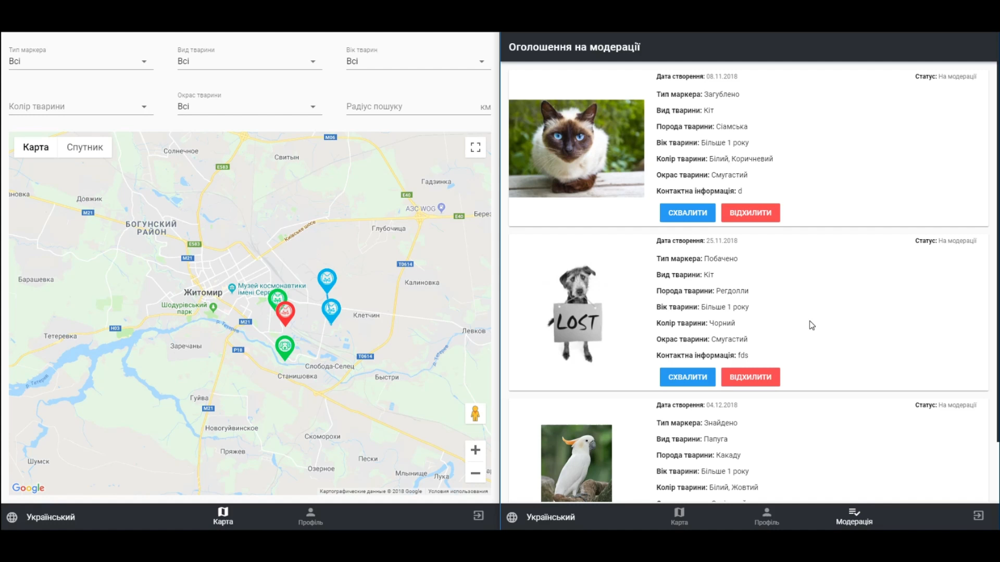 Тип маркера
Всі
Вид тварини
Всі
Вік тварин
Всі
Колір тварини
Окрас тварини
Всі
Радіус пошуку
км
Карта
Спутник
M06
Солнечное
Свитын
E583
Гадзинка
ановка
Довжик
E40
M21
АЗС WOG
E40
Берез
БОГУНСКИЙ
РАЙОН
Київське шосе
Глубочица
E583
M21
T0614
Барашевка
Калиновка
Житомир
Музей космонавтики
імені Серг
Шодурівський
парк
Клетчин
M21
H03
р. Тетерев
Тетеревка
Левков
Заречаны
P18
T0614
р. Тетерев
Слобода-Селец
Станишовка
Быстри
р. Тетерев
Гуйва
M21
Новогуйвинское
Скоморохи
Пряжев
Пески
Шумск
Озерное
Млынище
Лука
Google
Картографические данные © 2018 Google
Условия использования
Український
Карта
Профіль
Оголошення на модерації
Дата створення: 08.11.2018
Статус: На модерації
Тип маркера: Загублено
Вид тварини: Кіт
Порода тварини: Сіамська
Вік тварини: Більше 1 року
Колір тварини: Білий, Коричневий
Окрас тварини: Смугастий
Контактна інформація: d
СХВАЛИТИ
ВІДХИЛИТИ
Дата створення: 25.11.2018
Статус: На модерації
LOST
Тип маркера: Побачено
Вид тварини: Кіт
Порода тварини: Регдолли
Вік тварини: Більше 1 року
Колір тварини: Чорний
Окрас тварини: Смугастий
Контактна інформація: fds
СХВАЛИТИ
ВІДХИЛИТИ
Дата створення: 04.12.2018
Статус: На модерації
Тип маркера: Знайдено
Вид тварини: Папуга
Порода тварини: Какаду
Вік тварини: Більше 1 року
Колір тварини: Білий, Жовтий
Український
Карта
Профіль
Модерація